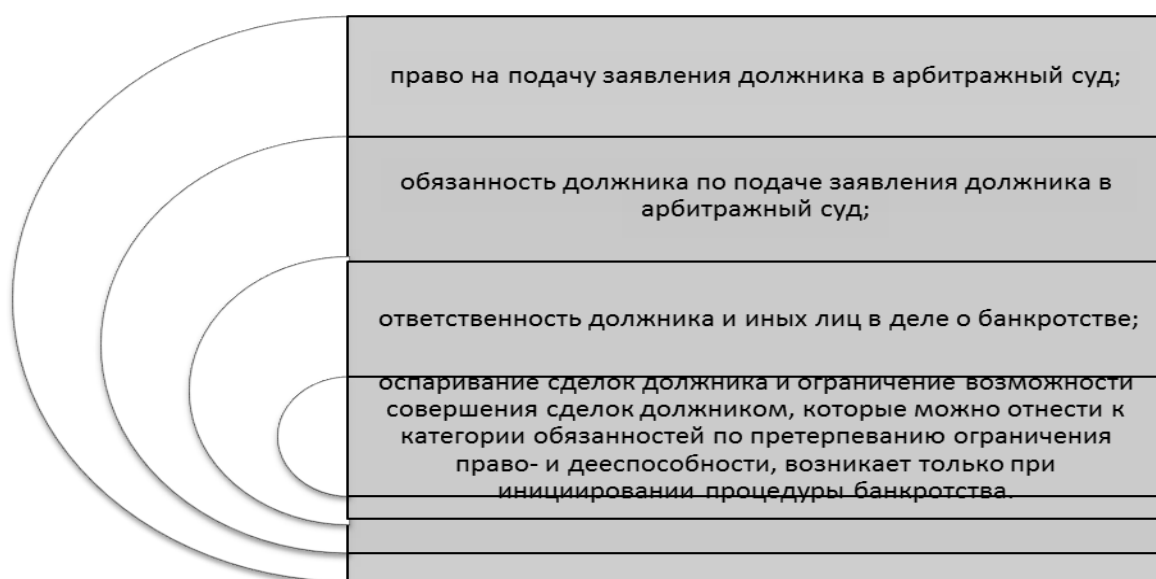 право на подачу заявления должника в арбитражный суд;
обязанность должника по подаче заявления должника в
арбитражный суд;
ответственность должника и иных лиц в деле о банкротстве;
оспаривание сделок должника и ограничение возможности
совершения сделок должником, которые можно отнести к
категории обязанностей по претерпеванию ограничения
право- и дееспособности, возникает только при
инициировании процедуры банкротства.